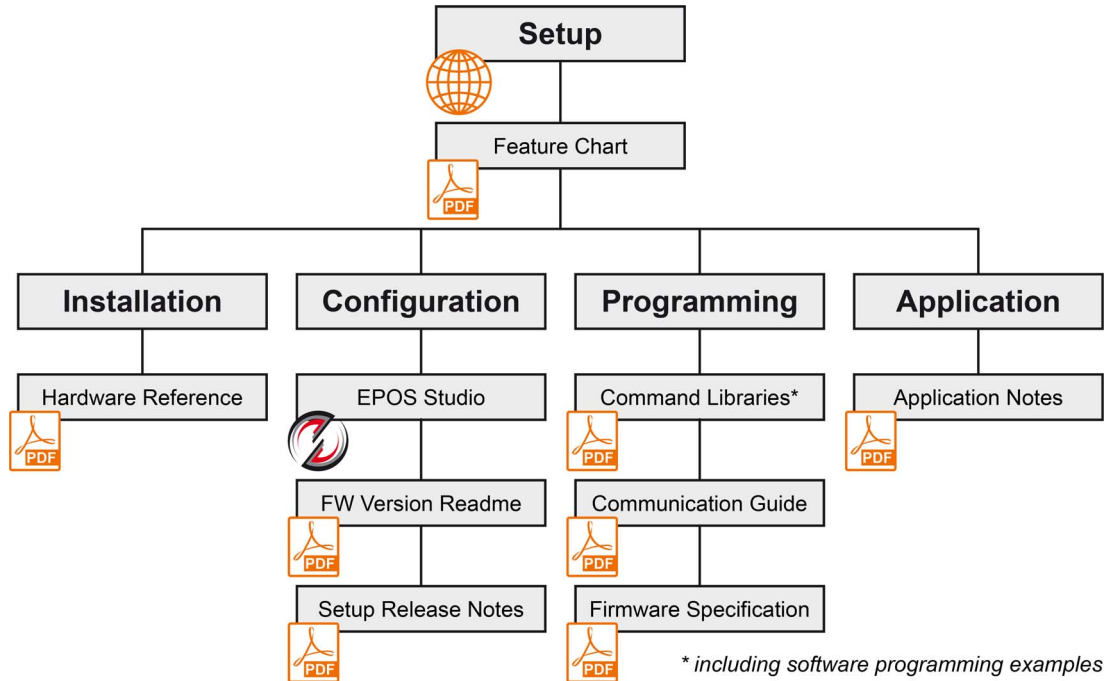 Setup
Feature Chart
PDF
Installation
Configuration
Programming
Application
Hardware Reference
PDF
EPOS Studio
Command Libraries*
PDF
Application Notes
PDF
FW Version Readme
PDF
Communication Guide
PDF
Setup Release Notes
PDF
Firmware Specification
PDF
* including software programming examples